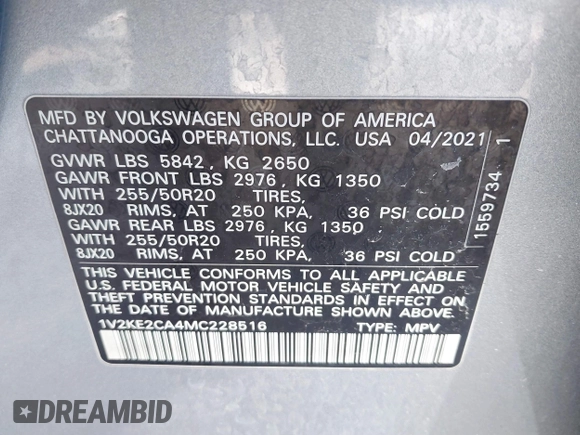 MFD BY VOLKSWAGEN GROUP OF AMERICA
CHATTANOOGA OPERATIONS, LLC. USA 04/2021
GVWR LBS 5842, KG 2650
GAWR FRONT LBS 2976, KG 1350
WITH 255/50R20 TIRES,
8JX20 RIMS, AT 250 KPA, 36 PSI COLD
GAWR REAR LBS 2976, KG 1350
WITH 255/50R20 TIRES,
8JX20 RIMS, AT 250 KPA, 36 PSI COLD
THIS VEHICLE CONFORMS TO ALL APPLICABLE
U.S. FEDERAL MOTOR VEHICLE SAFETY AND
THEFT PREVENTION STANDARDS IN EFFECT ON
THE DATE OF MANUFACTURE SHOWN ABOVE.
1V2KE2CA4MC228516 TYPE: MPV
1559734 1
DREAMBID